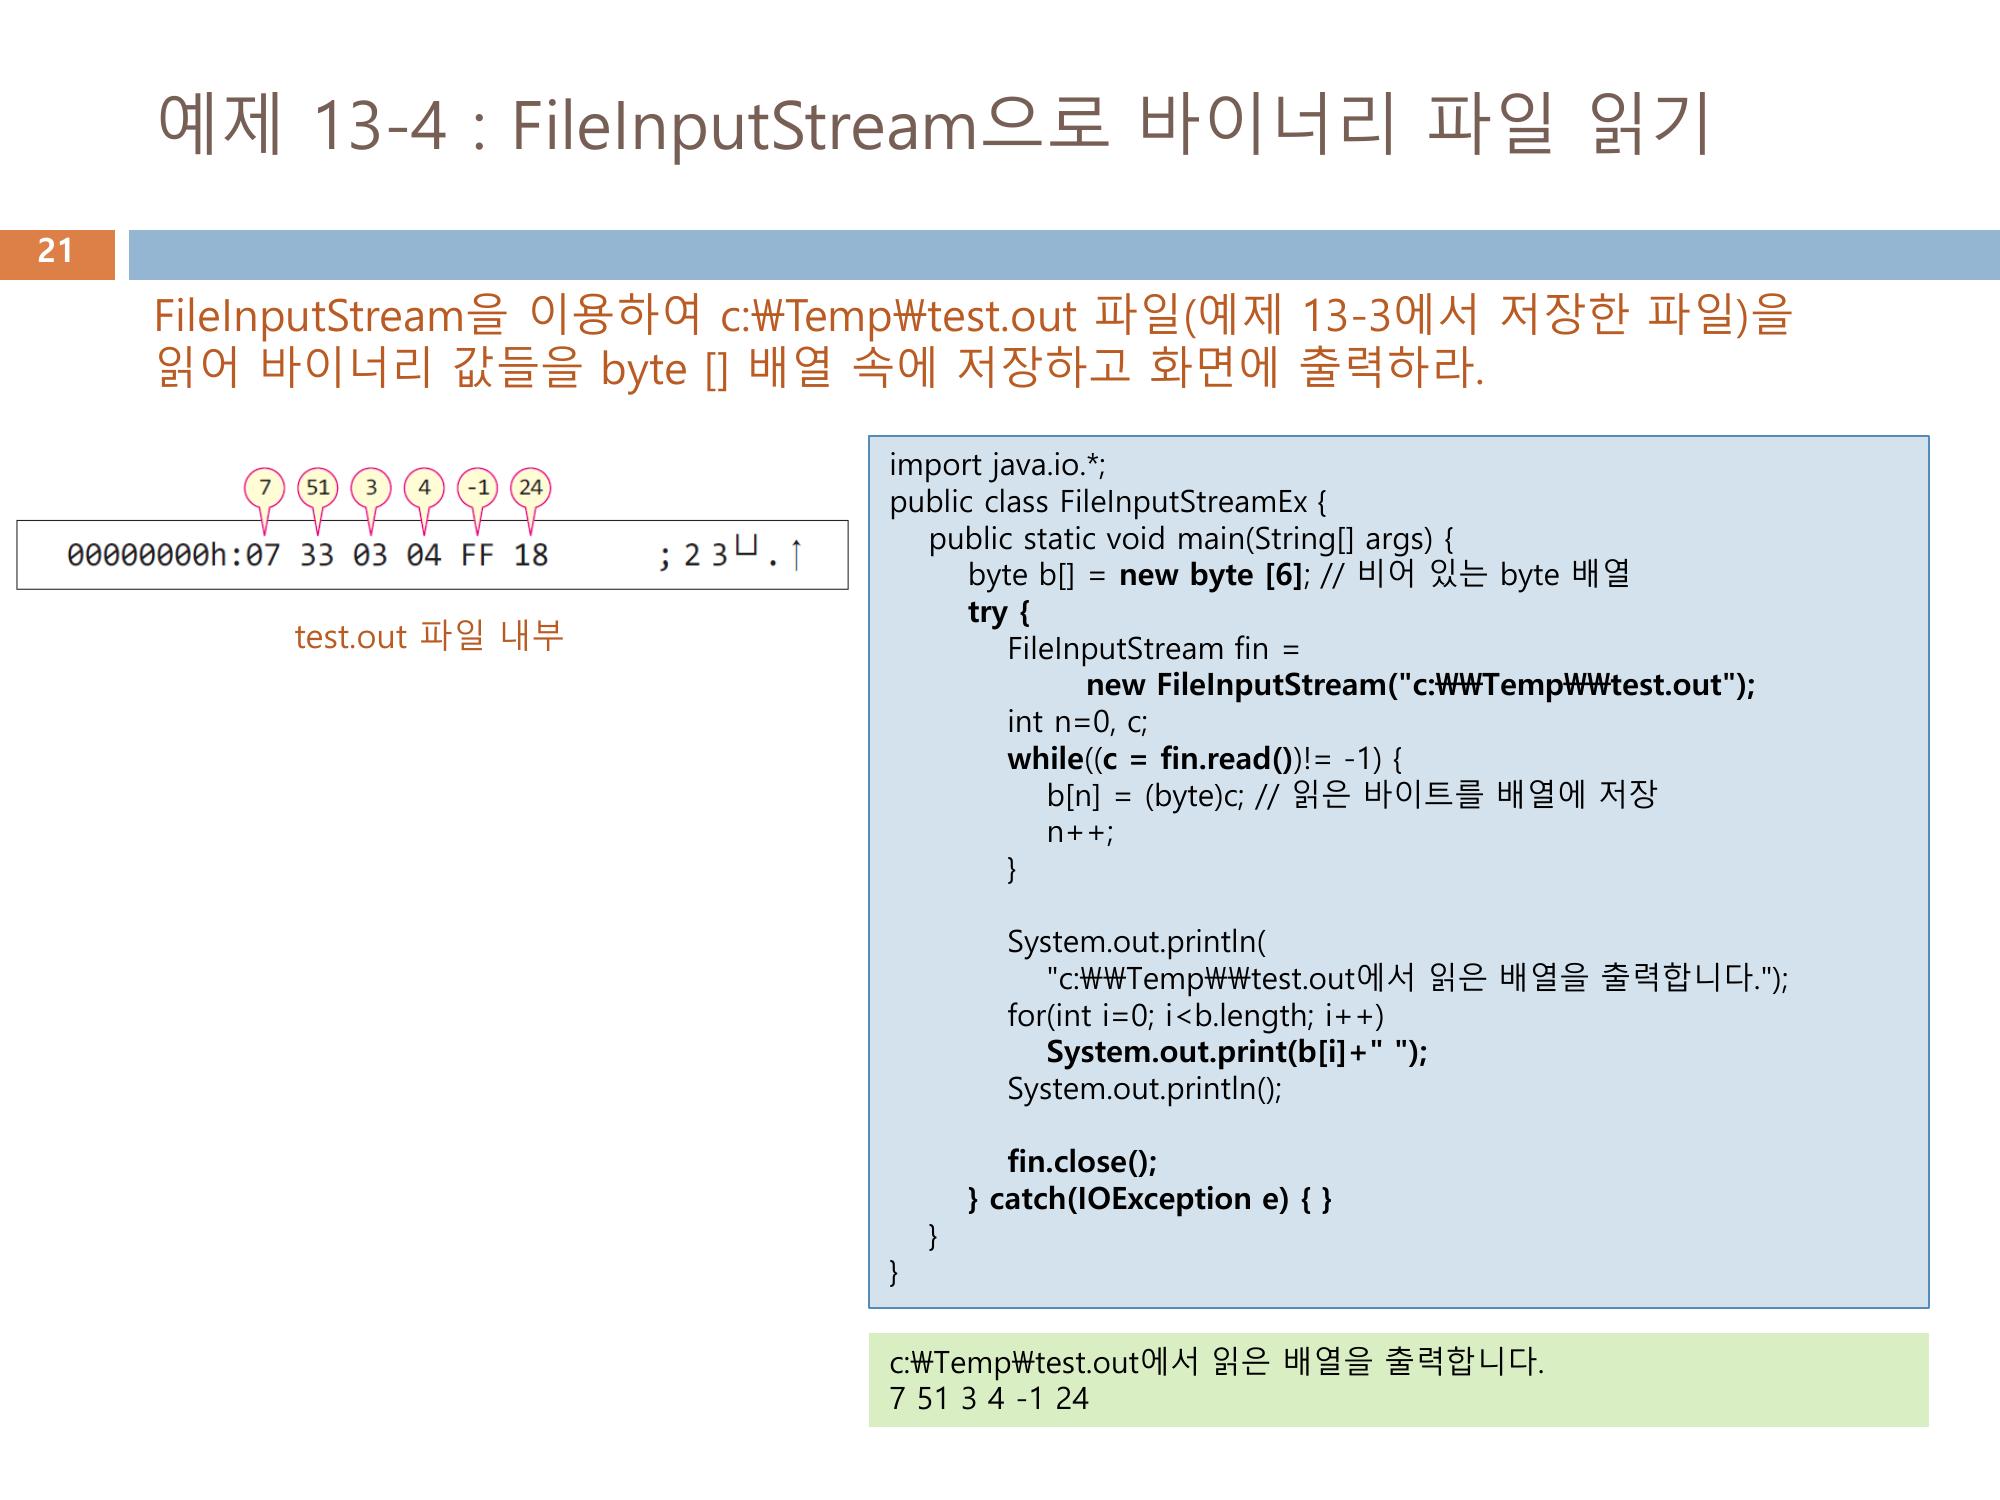 예제 13-4 : FileInputStream으로 바이너리 파일 읽기
21
FileInputStream을 이용하여 c:₩Temp₩test.out 파일(예제 13-3에서 저장한 파일)을
읽어 바이너리 값들을 byte [] 배열 속에 저장하고 화면에 출력하라.
7 51 3 4 -1 24
00000000h:07 33 03 04 FF 18 ;23└┘.↑
test.out 파일 내부
import java.io.*;
public class FileInputStreamEx {
public static void main(String[] args) {
byte b[] = new byte [6]; // 비어 있는 byte 배열
try {
FileInputStream fin =
new FileInputStream("c:₩₩Temp₩₩test.out");
int n=0, c;
while((c = fin.read())!= -1) {
b[n] = (byte)c; // 읽은 바이트를 배열에 저장
n++;
}
System.out.println(
"c:₩₩Temp₩₩test.out에서 읽은 배열을 출력합니다.");
for(int i=0; i<b.length; i++)
System.out.print(b[i]+" ");
System.out.println();
fin.close();
} catch(IOException e) { }
}
}
c:₩Temp₩test.out에서 읽은 배열을 출력합니다.
7 51 3 4 -1 24